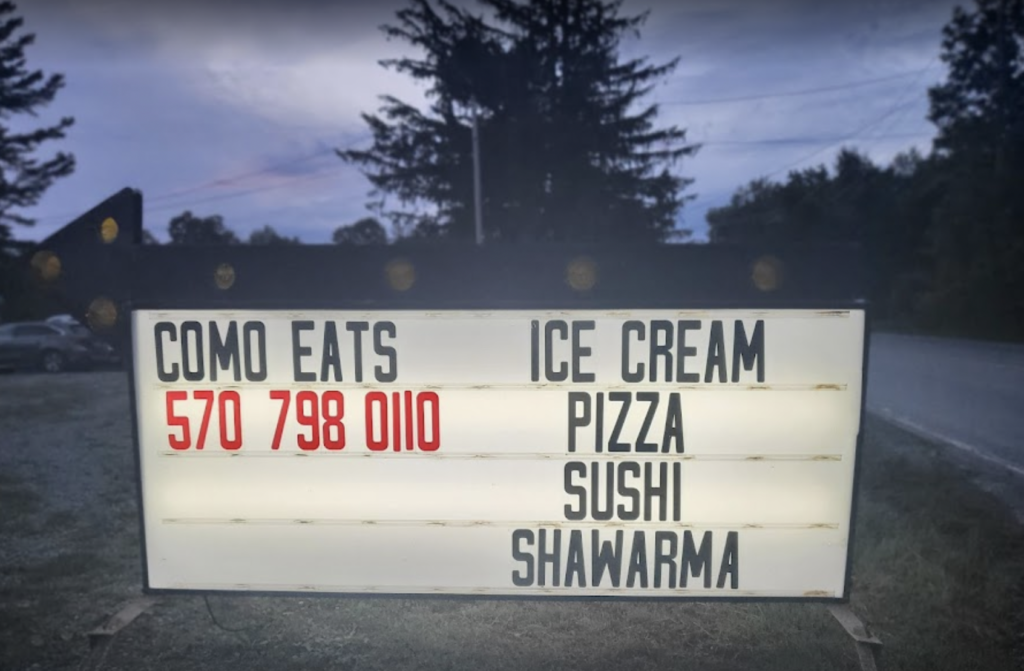 COMO EATS ICE CREAM
570 798 0110 PIZZA
SUSHI
SHAWARMA